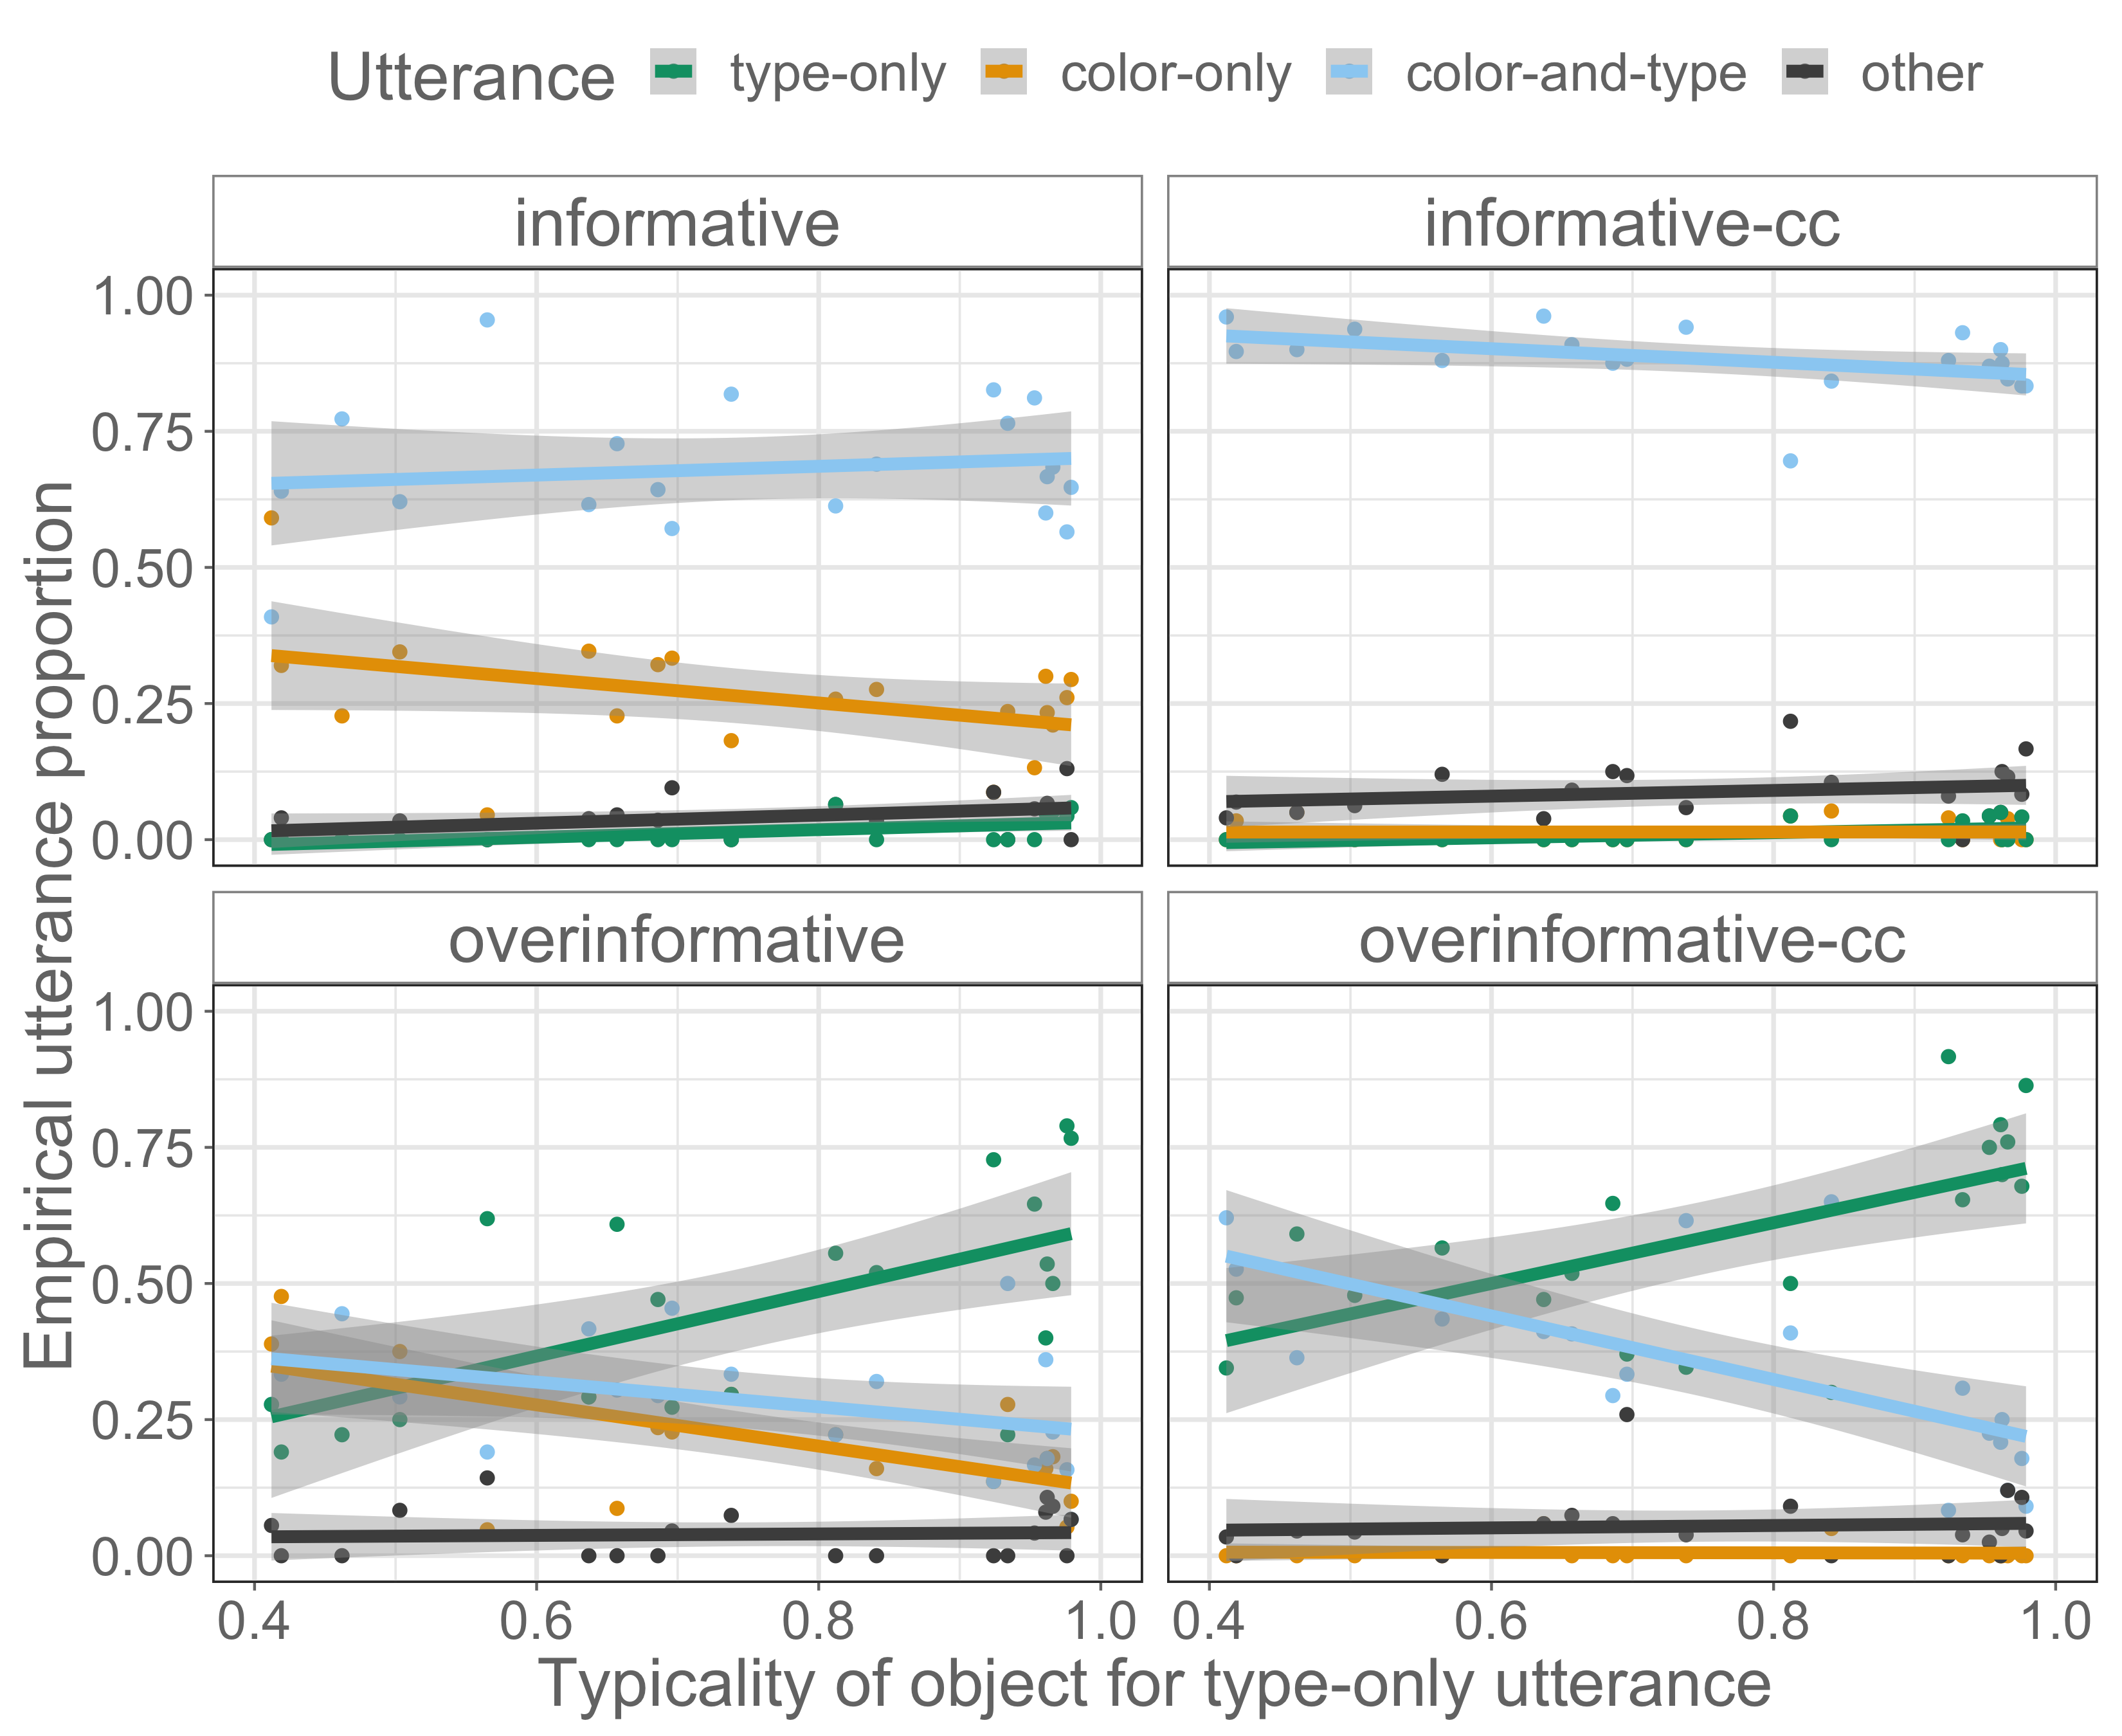 Utterance type-only color-only color-and-type other
informative informative-cc
1.00
0.75
0.50
0.25
0.00
overinformative overinformative-cc
1.00
0.75
0.50
0.25
0.00
0.4 0.6 0.8 1.0 0.4 0.6 0.8 1.0
Typicality of object for type-only utterance
Empirical utterance proportion